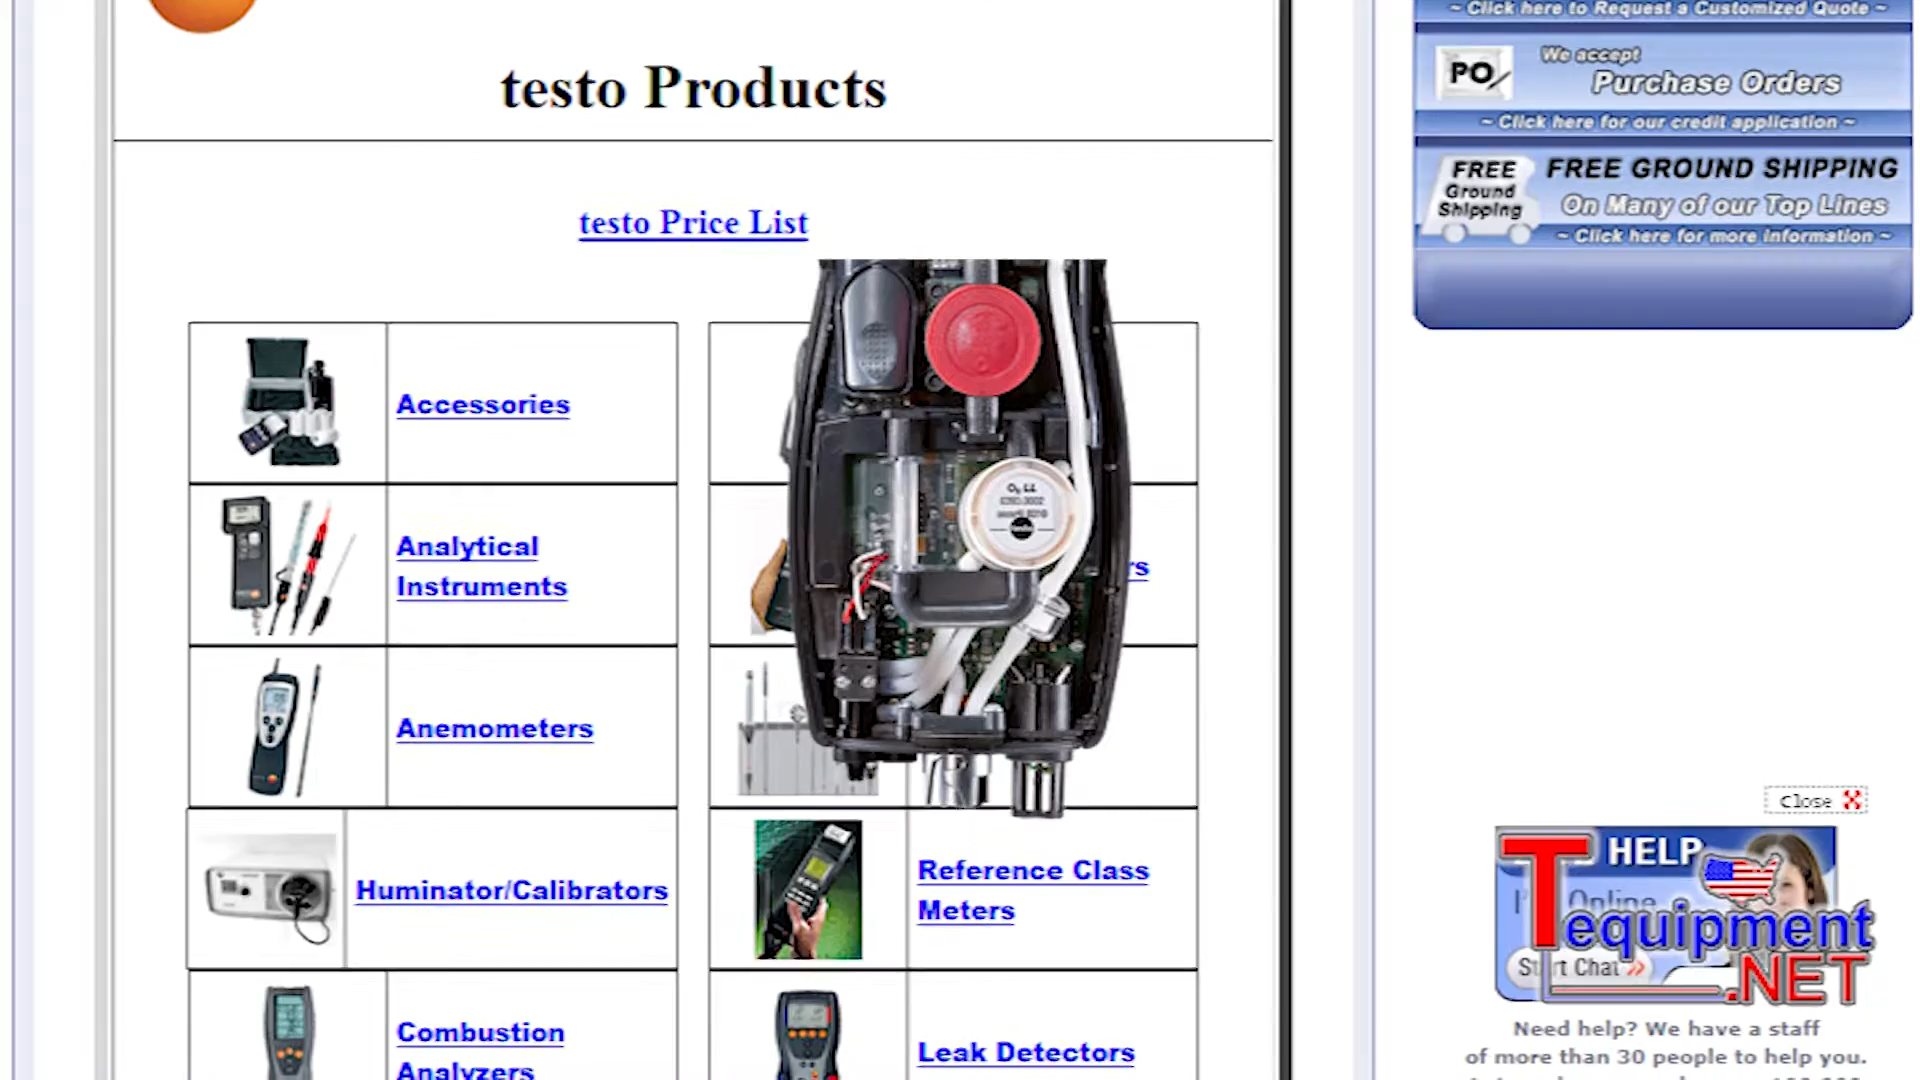 ~ Click here to Request a Customized Quote ~
testo Products
PO
We accept
Purchase Orders
~ Click here for our credit application ~
testo Price List
FREE
Ground
Shipping
FREE GROUND SHIPPING
On Many of our Top Lines
~ Click here for more information ~
Accessories
O₂ LL
Analytical
Instruments
rs
Anemometers
Huminator/Calibrators
Reference Class
Meters
Combustion
Analyzers
Leak Detectors
Close
HELP
Online
Start Chat
Tequipment
.NET
Need help? We have a staff
of more than 30 people to help you.